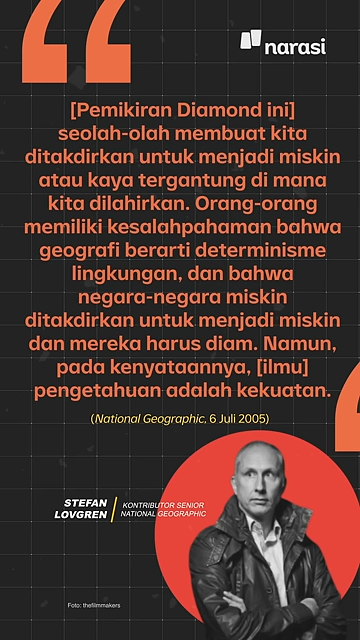 narasi
[Pemikiran Diamond ini]
seolah-olah membuat kita
ditakdirkan untuk menjadi miskin
atau kaya tergantung di mana
kita dilahirkan. Orang-orang
memiliki kesalahpahaman bahwa
geografi berarti determinisme
lingkungan, dan bahwa
negara-negara miskin
ditakdirkan untuk menjadi miskin
dan mereka harus diam. Namun,
pada kenyataannya, [ilmu]
pengetahuan adalah kekuatan.
(National Geographic, 6 Juli 2005)
STEFAN
LOVGREN
KONTRIBUTOR SENIOR
NATIONAL GEOGRAPHIC
Foto: thefilmmakers